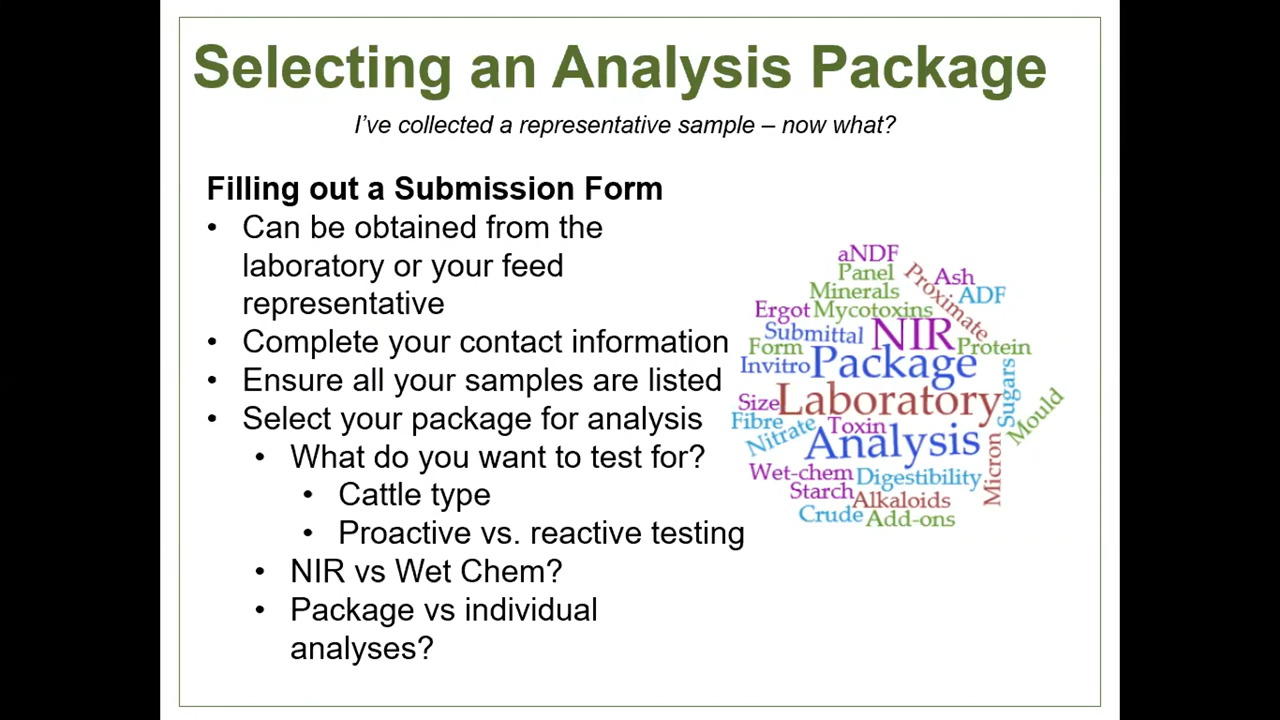 Selecting an Analysis Package
I've collected a representative sample – now what?
Filling out a Submission Form
• Can be obtained from the
laboratory or your feed
representative
• Complete your contact information
• Ensure all your samples are listed
• Select your package for analysis
• What do you want to test for?
• Cattle type
• Proactive vs. reactive testing
• NIR vs Wet Chem?
• Package vs individual
analyses?
aNDF
Panel
Proximate
Ash
Minerals
ADF
Ergot
Mycotoxins
Submittal
NIR
Form
Protein
Invitro
Package
Sugars
Size
Laboratory
Mould
Fibre
Nitrate
Toxin
Analysis
Micron
Wet-chem
Digestibility
Starch
Alkaloids
Crude
Add-ons